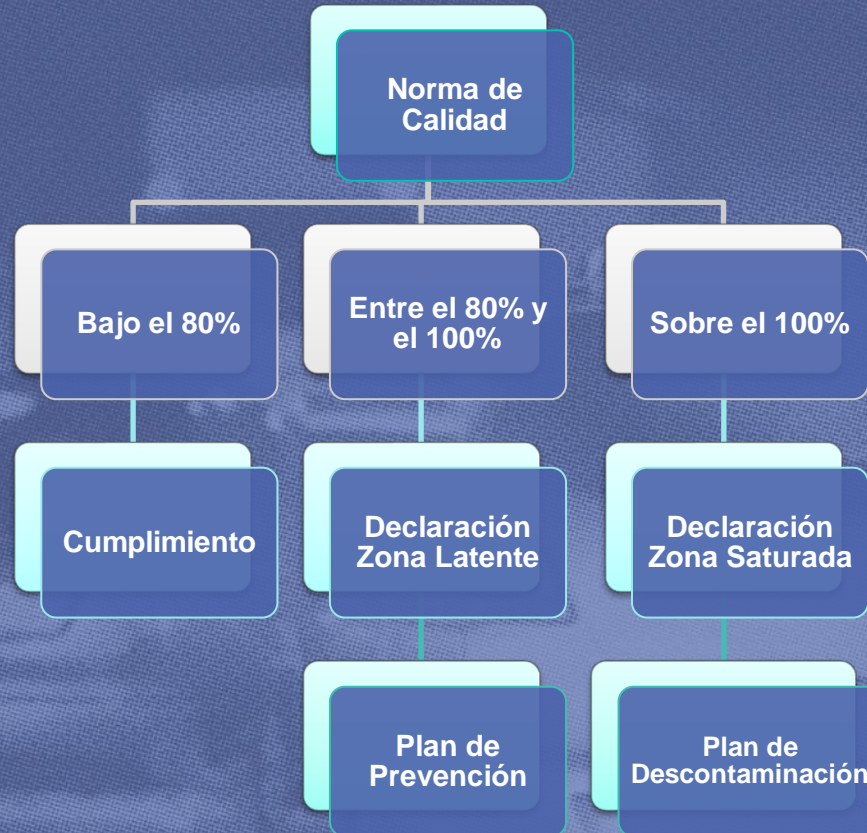 Norma de
Calidad
Bajo el 80%
Entre el 80% y
el 100%
Sobre el 100%
Cumplimiento
Declaración
Zona Latente
Declaración
Zona Saturada
Plan de
Prevención
Plan de
Descontaminación